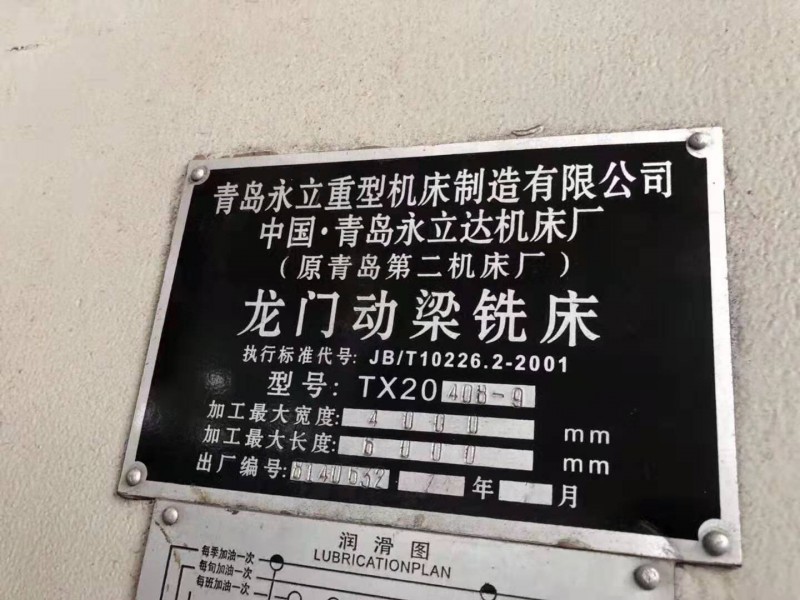 青岛永立重型机床制造有限公司
中国·青岛永立达机床厂
(原青岛第二机床厂)
龙门动梁铣床
执行标准代号: JB/T10226.2-2001
型号: TX20 40B-9
加工最大宽度: 4000 mm
加工最大长度: 6000 mm
出厂编号: 年 月
润滑图
LUBRICATIONPLAN
每季加油一次
每旬加油一次
每班加油一次